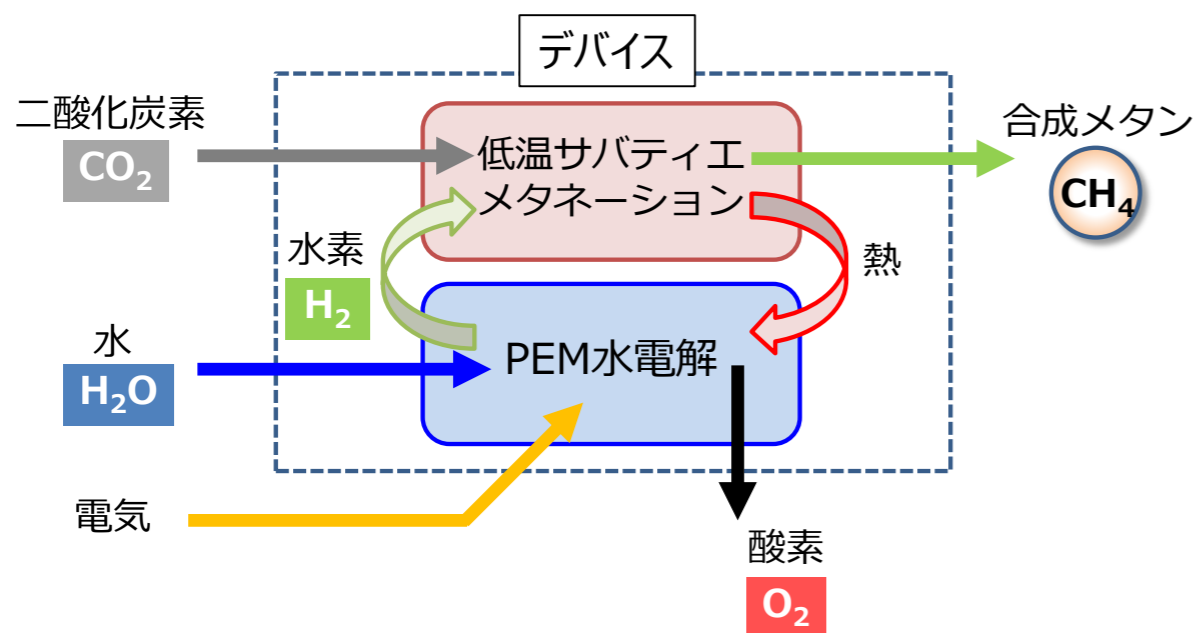 デバイス
二酸化炭素
CO₂
低温サバティエ
メタネーション
合成メタン
CH₄
水素
H₂
熱
水
H₂O
PEM水電解
電気
酸素
O₂